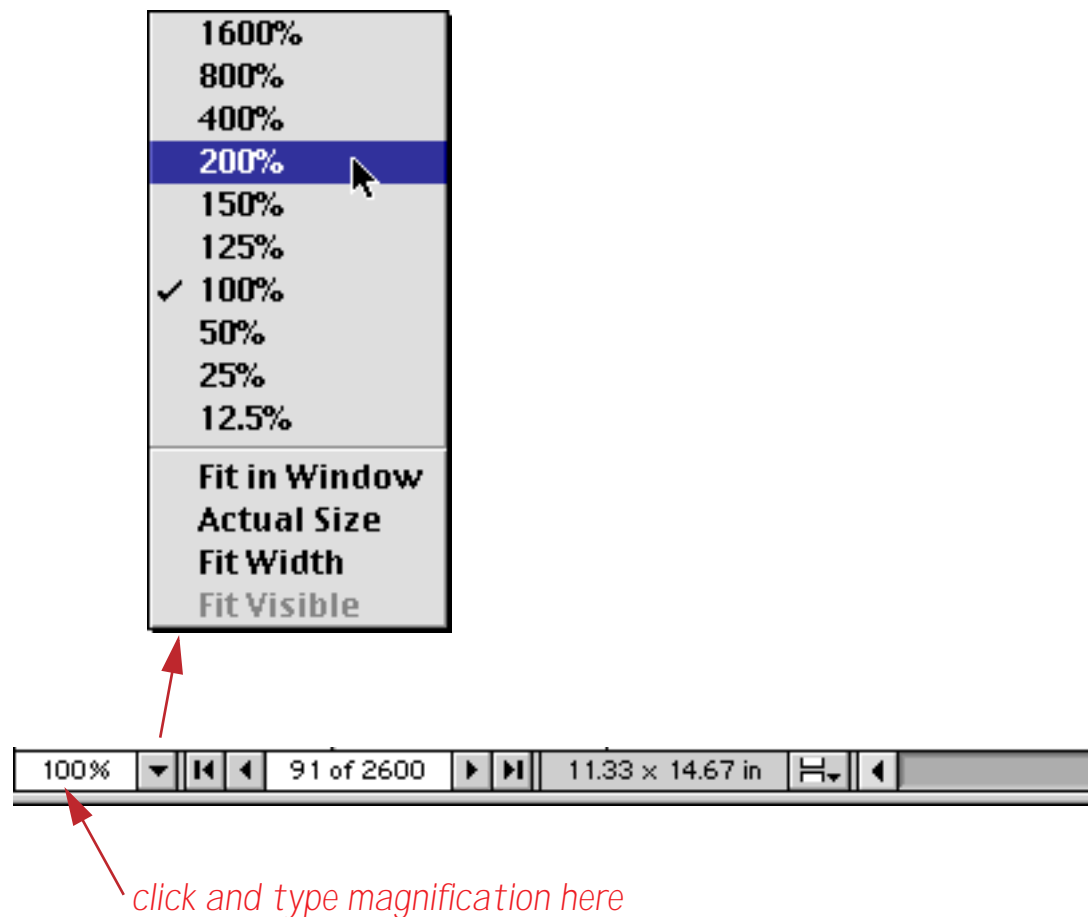 1600%
800%
400%
200%
150%
125%
✓ 100%
50%
25%
12.5%
Fit in Window
Actual Size
Fit Width
Fit Visible
100% 91 of 2600 11.33 × 14.67 in
click and type magnification here